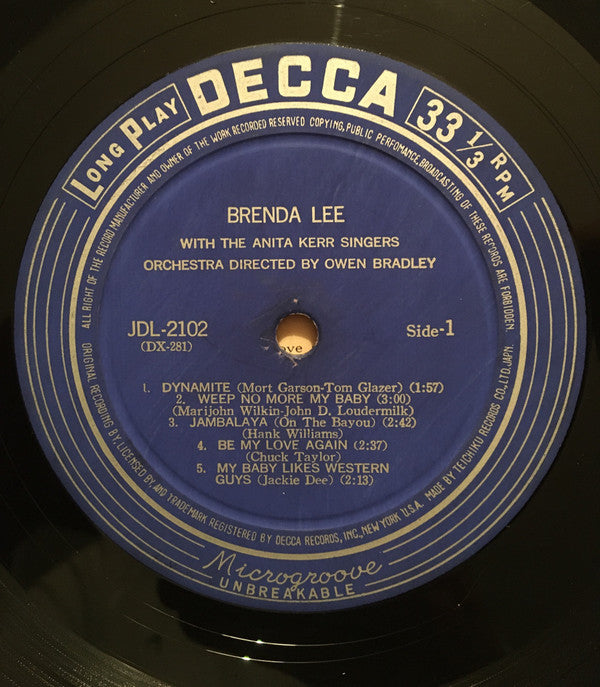 LONG PLAY
DECCA
33 1/3 RPM
ALL RIGHT OF THE RECORD MANUFACTURER AND OWNER OF THE WORK RECORDED RESERVED COPYING, PUBLIC PERFOMANCE, BROADCASTING OF THESE RECORDS ARE FORBIDDEN.
BRENDA LEE
WITH THE ANITA KERR SINGERS
ORCHESTRA DIRECTED BY OWEN BRADLEY
JDL-2102
(DX-281)
Side-1
ove
1. DYNAMITE (Mort Garson-Tom Glazer) (1:57)
2. WEEP NO MORE MY BABY (3:00)
(Marijohn Wilkin-John D. Loudermilk)
3. JAMBALAYA (On The Bayou) (2:42)
(Hank Williams)
4. BE MY LOVE AGAIN (2:37)
(Chuck Taylor)
5. MY BABY LIKES WESTERN
GUYS (Jackie Dee) (2:13)
ORIGINAL RECORDING BY, LICENSED BY, AND TRADEMARK REGISTERED BY DECCA RECORDS, INC., NEW YORK U.S.A. MADE BY TEICHIKU RECORDS CO., LTD. JAPN.
Microgroove
UNBREAKABLE